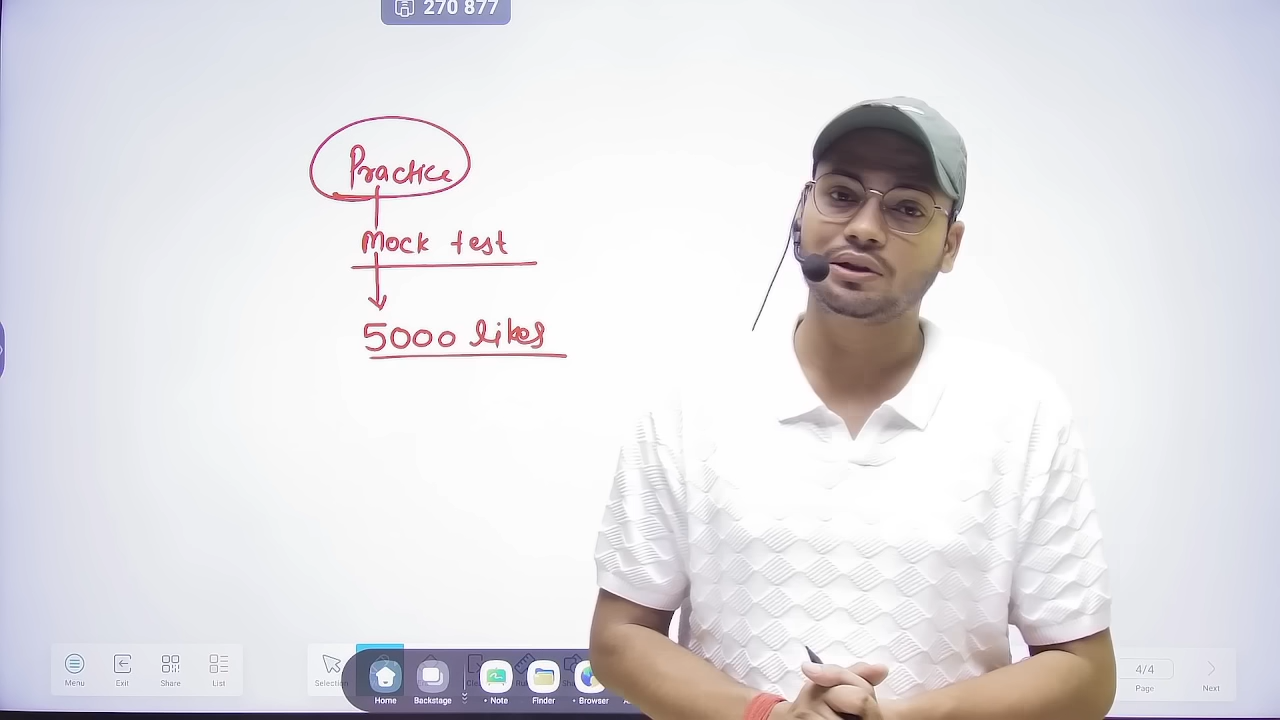 270 877
Practice
Mock test
5000 likes
Menu
Exit
Share
List
Selection
Home
Backstage
Note
Finder
Browser
4/4
Page
Next